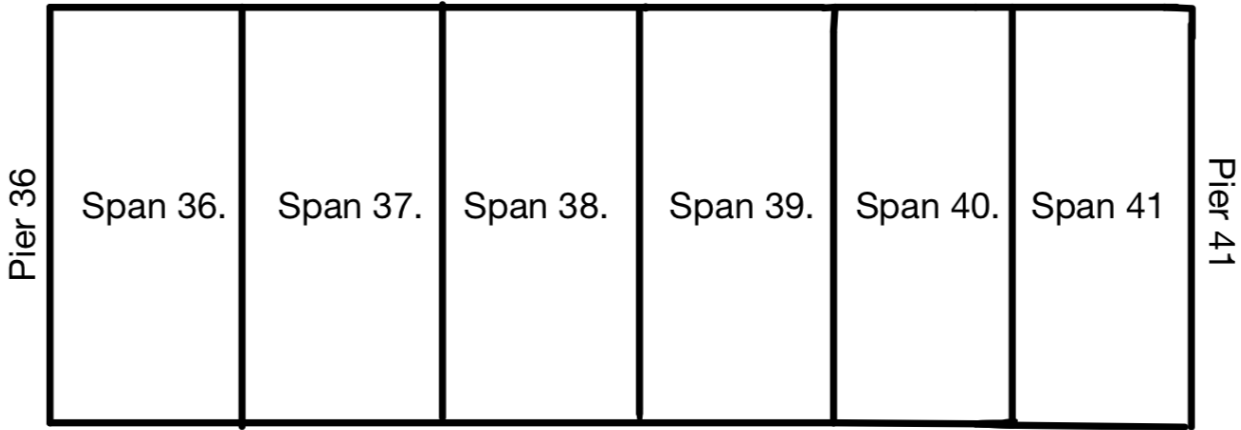 Pier 36
Span 36.
Span 37.
Span 38.
Span 39.
Span 40.
Span 41
Pier 41